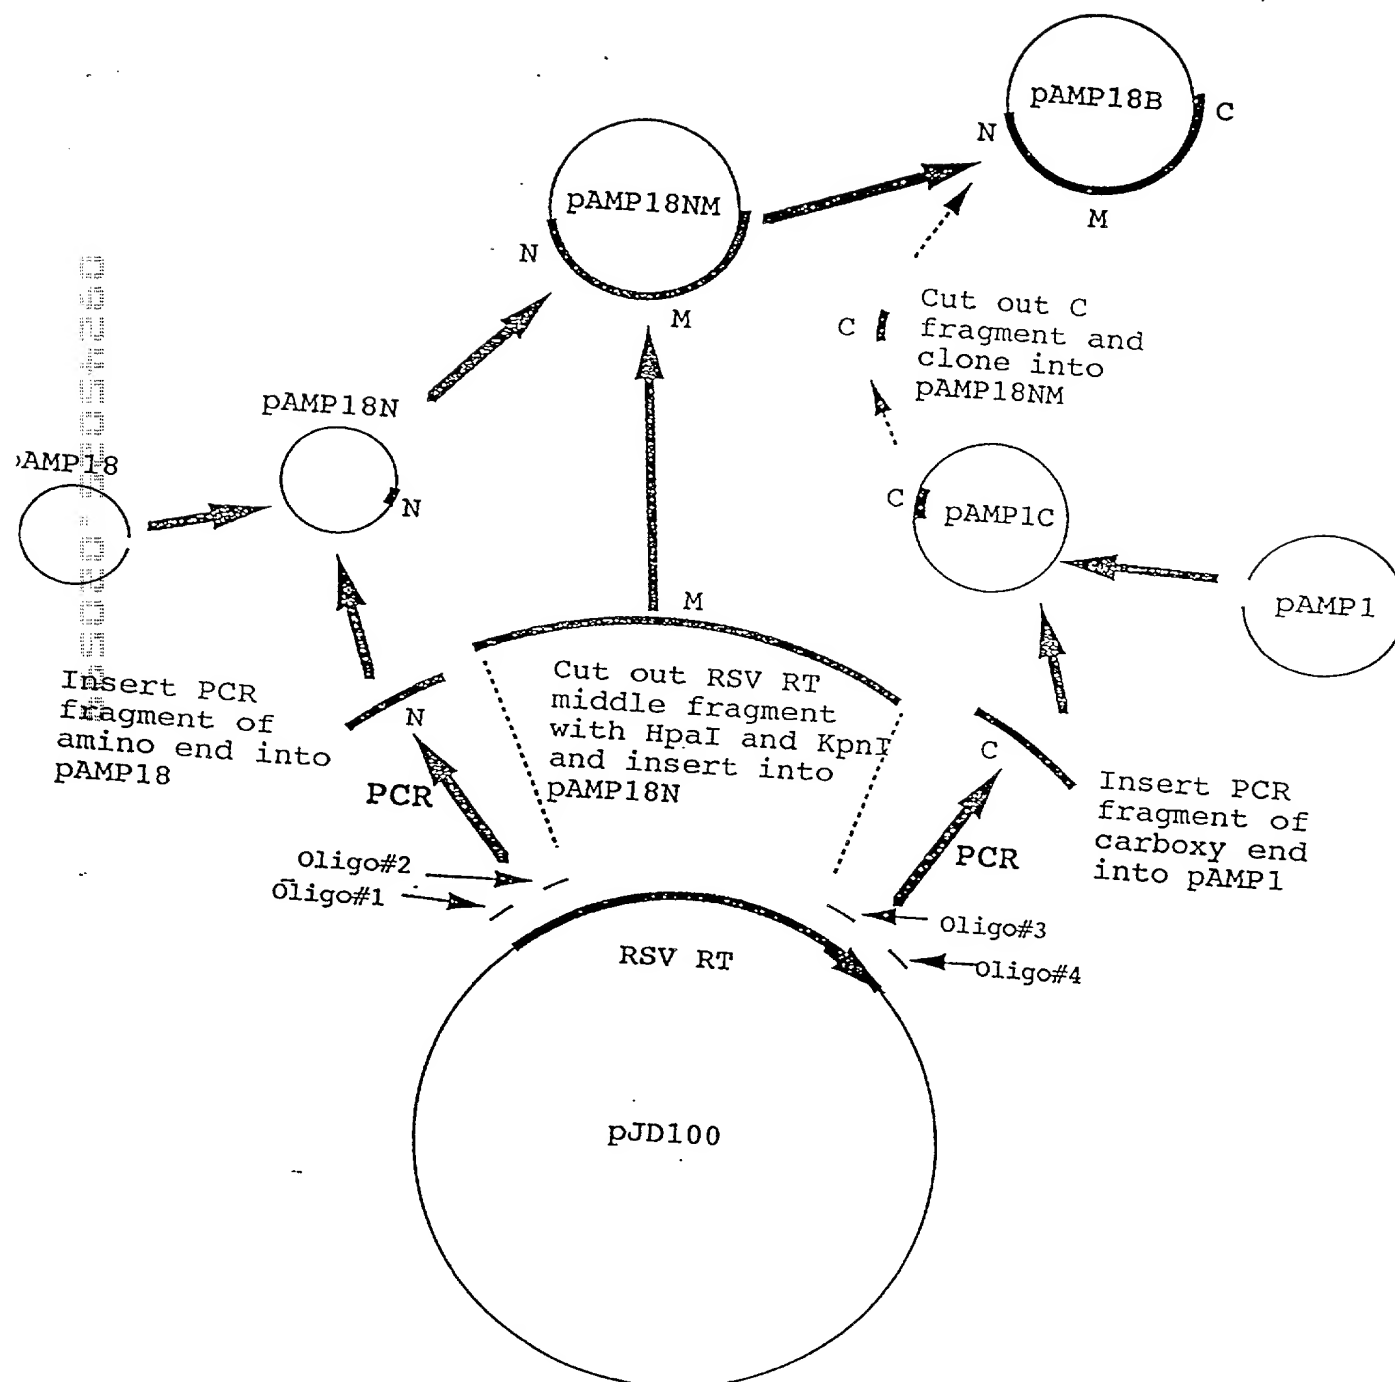 pAMP18B
C
N
M
pAMP18NM
N
M
C
Cut out C
fragment and
clone into
pAMP18NM
pAMP18N
N
AMP18
C
pAMP1C
pAMP1
M
Insert PCR
fragment of
amino end into
pAMP18
N
Cut out RSV RT
middle fragment
with HpaI and KpnI
and insert into
pAMP18N
C
Insert PCR
fragment of
carboxy end
into pAMP1
PCR
PCR
Oligo#2
Oligo#1
Oligo#3
Oligo#4
RSV RT
pJD100